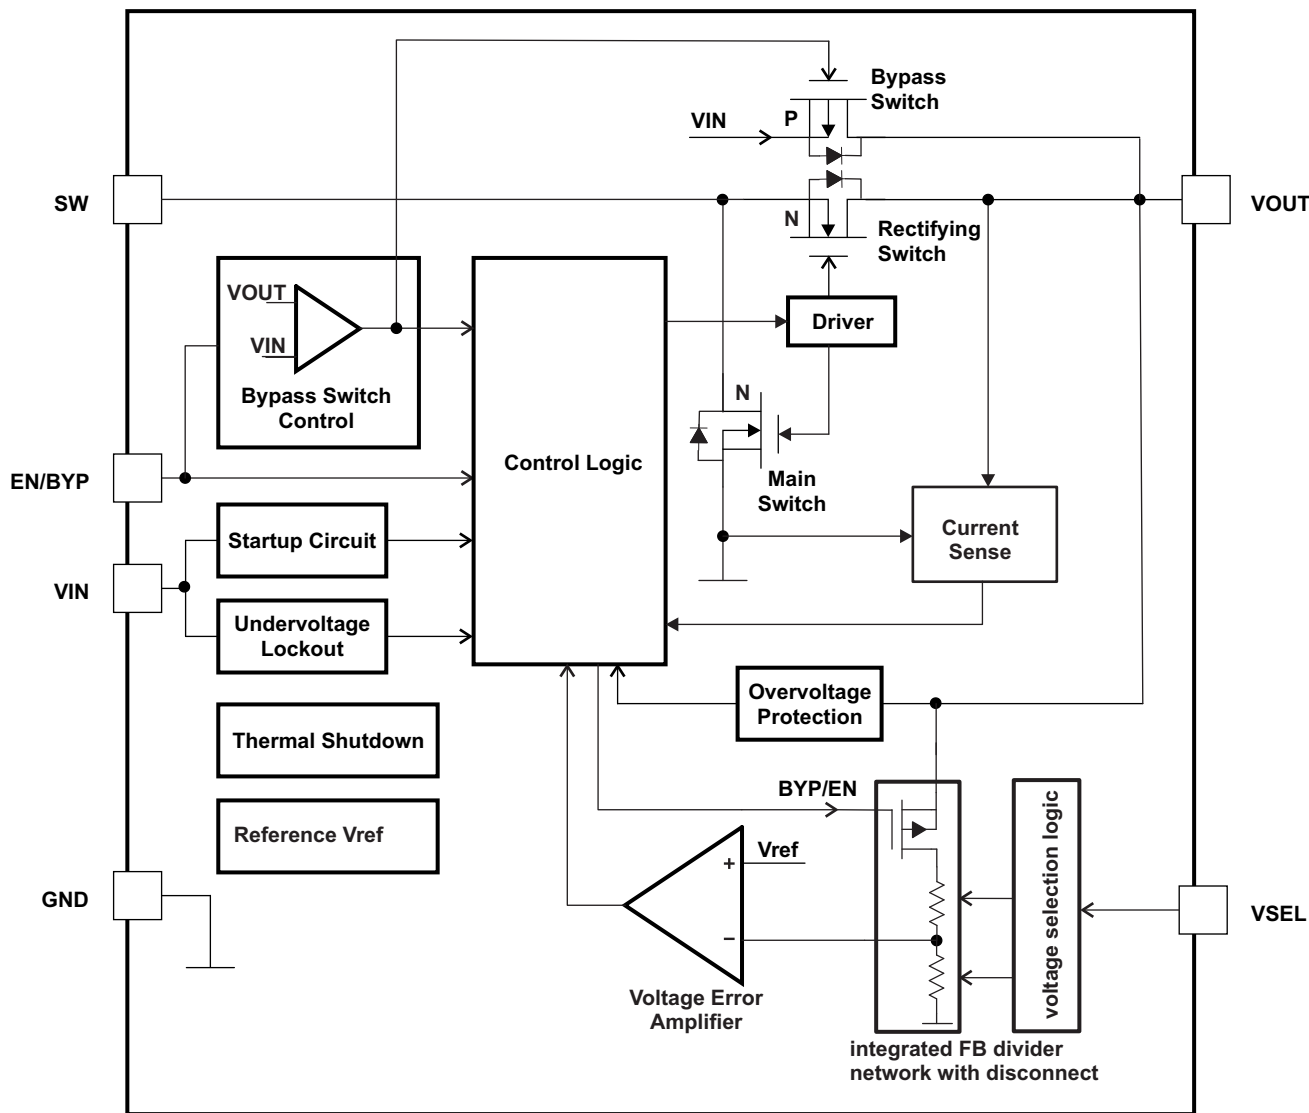 Bypass
Switch
VIN
P
SW
VOUT
N
Rectifying
Switch
VOUT
VIN
Bypass Switch
Control
Driver
N
Control Logic
Main
Switch
EN/BYP
Current
Sense
Startup Circuit
VIN
Undervoltage
Lockout
Overvoltage
Protection
Thermal Shutdown
BYP/EN
Reference Vref
+
Vref
−
GND
voltage selection logic
VSEL
Voltage Error
Amplifier
integrated FB divider
network with disconnect